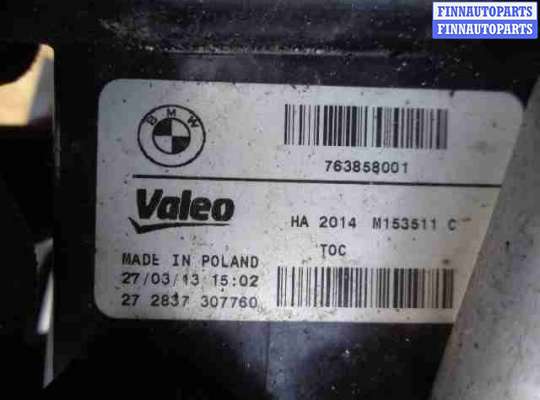 FINNAUTOPARTS
FINNAUTOPARTS
BMW
763858001
Valeo
HA 2014 M153511 C
TOC
MADE IN POLAND
27/03/13 15:02
27 2837 307760